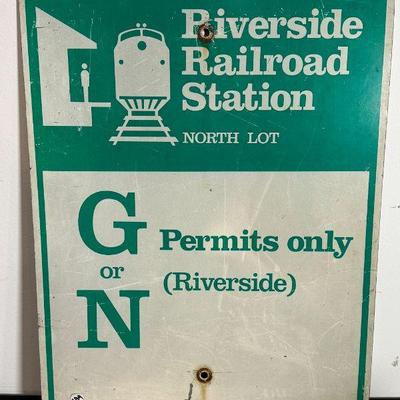 Riverside
Railroad
Station
NORTH LOT
G
or
N
Permits only
(Riverside)